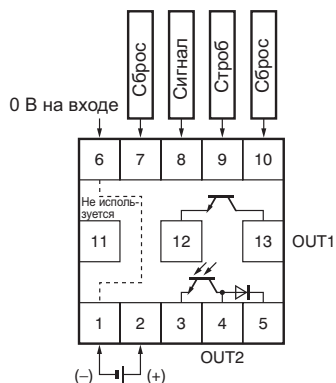 Сброс
Сигнал
Строб
Сброс
0 В на входе
6 7 8 9 10
Не исполь-
зуется
11 12 13 OUT1
1 2 3 4 5
OUT2
(–) (+)